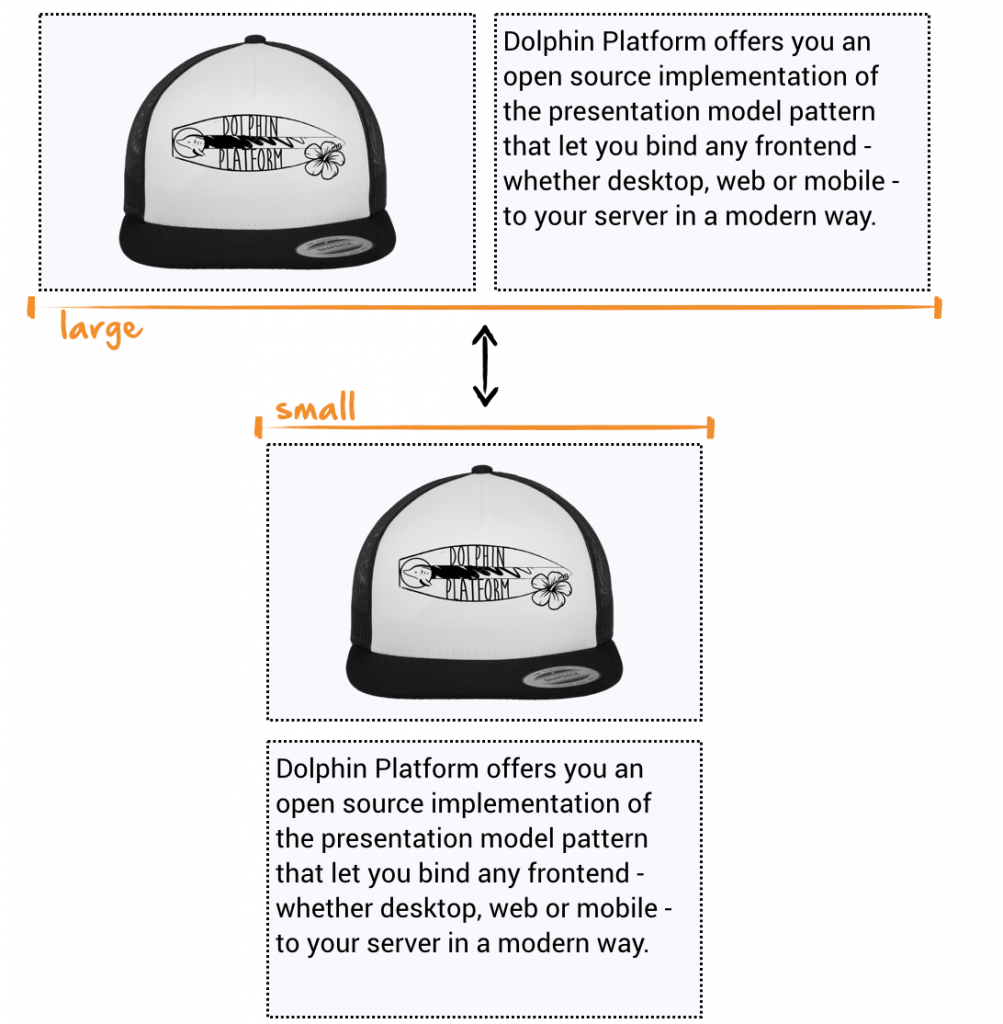 DOLPHIN
PLATFORM
Dolphin Platform offers you an
open source implementation of
the presentation model pattern
that let you bind any frontend -
whether desktop, web or mobile -
to your server in a modern way.
large
small
DOLPHIN
PLATFORM
Dolphin Platform offers you an
open source implementation of
the presentation model pattern
that let you bind any frontend -
whether desktop, web or mobile -
to your server in a modern way.